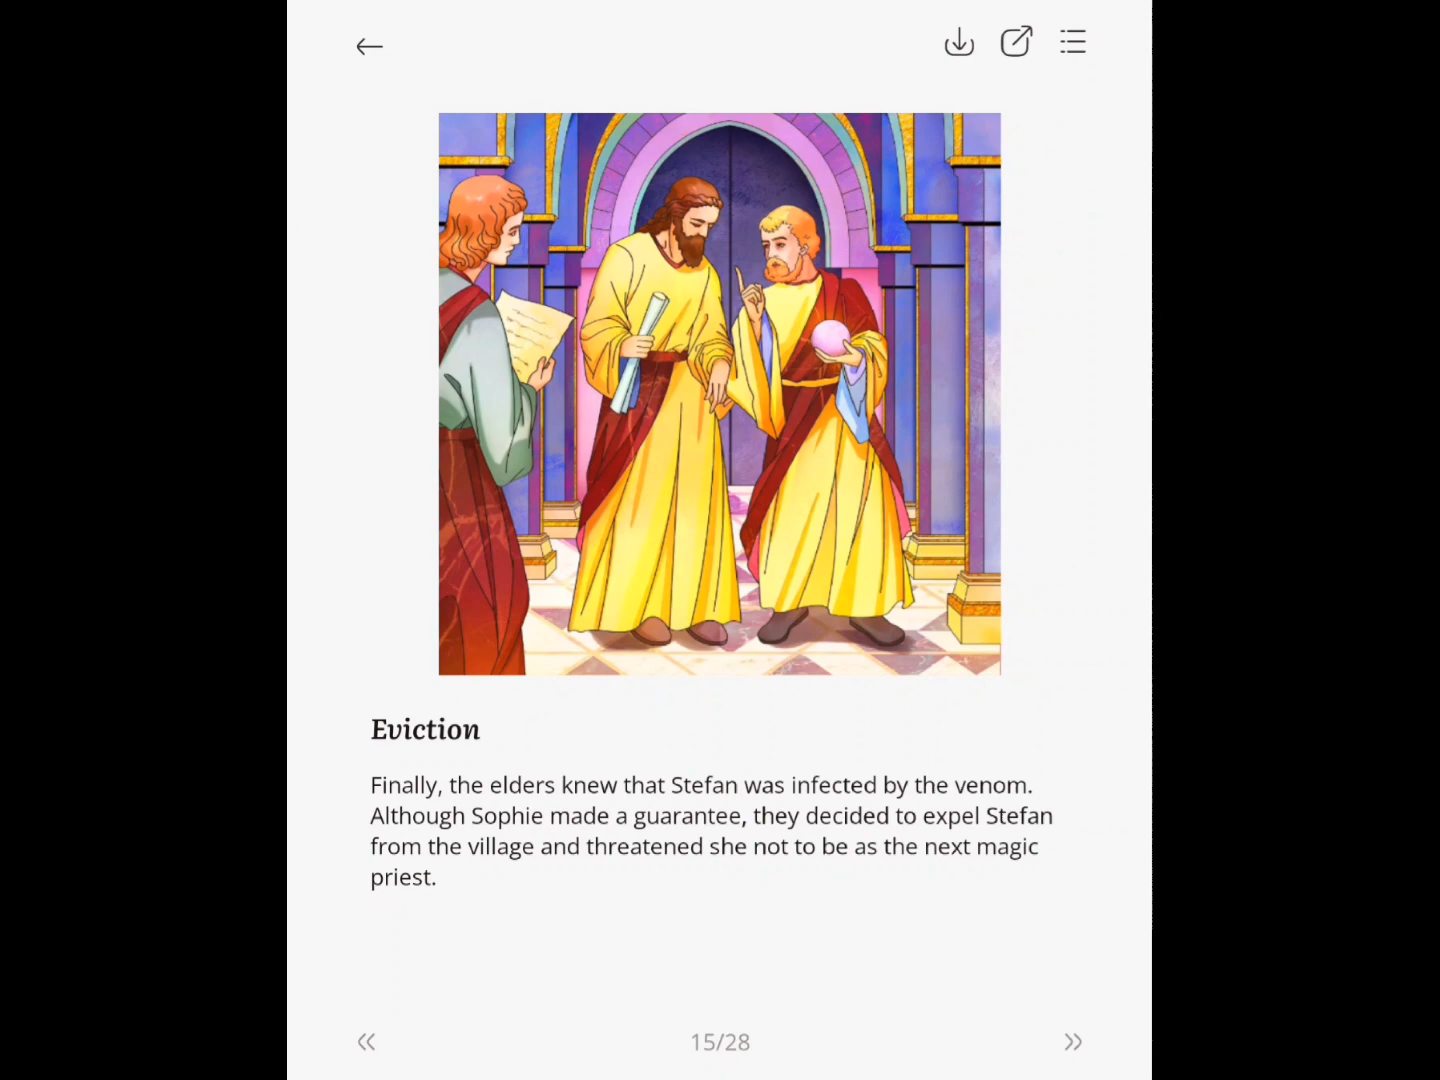 Eviction
Finally, the elders knew that Stefan was infected by the venom.
Although Sophie made a guarantee, they decided to expel Stefan
from the village and threatened she not to be as the next magic
priest.
15/28